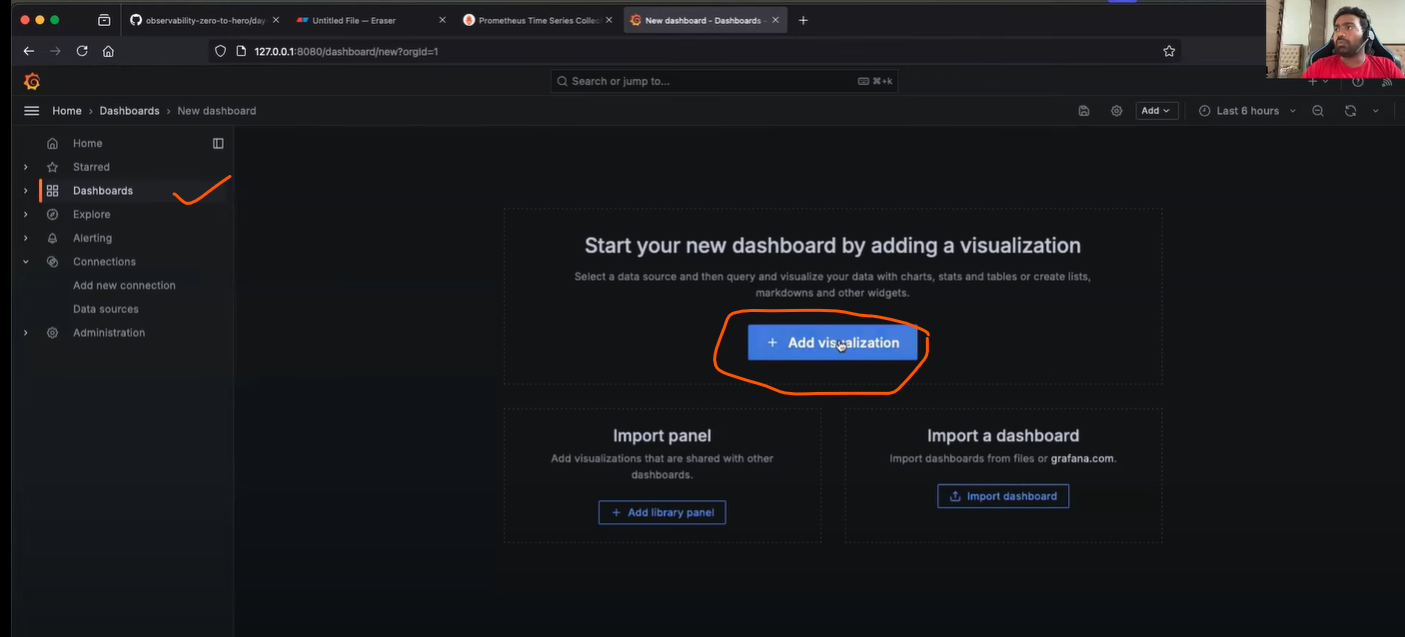 observability-zero-to-hero/day
Untitled File — Eraser
Prometheus Time Series Collec
New dashboard - Dashboards -
127.0.0.1:8080/dashboard/new?orgId=1
Search or jump to...
⌘+k
Home › Dashboards › New dashboard
Add
Last 6 hours
Home
Starred
Dashboards
Explore
Alerting
Connections
Add new connection
Data sources
Administration
Start your new dashboard by adding a visualization
Select a data source and then query and visualize your data with charts, stats and tables or create lists,
markdowns and other widgets.
+ Add visualization
Import panel
Add visualizations that are shared with other
dashboards.
+ Add library panel
Import a dashboard
Import dashboards from files or grafana.com.
Import dashboard